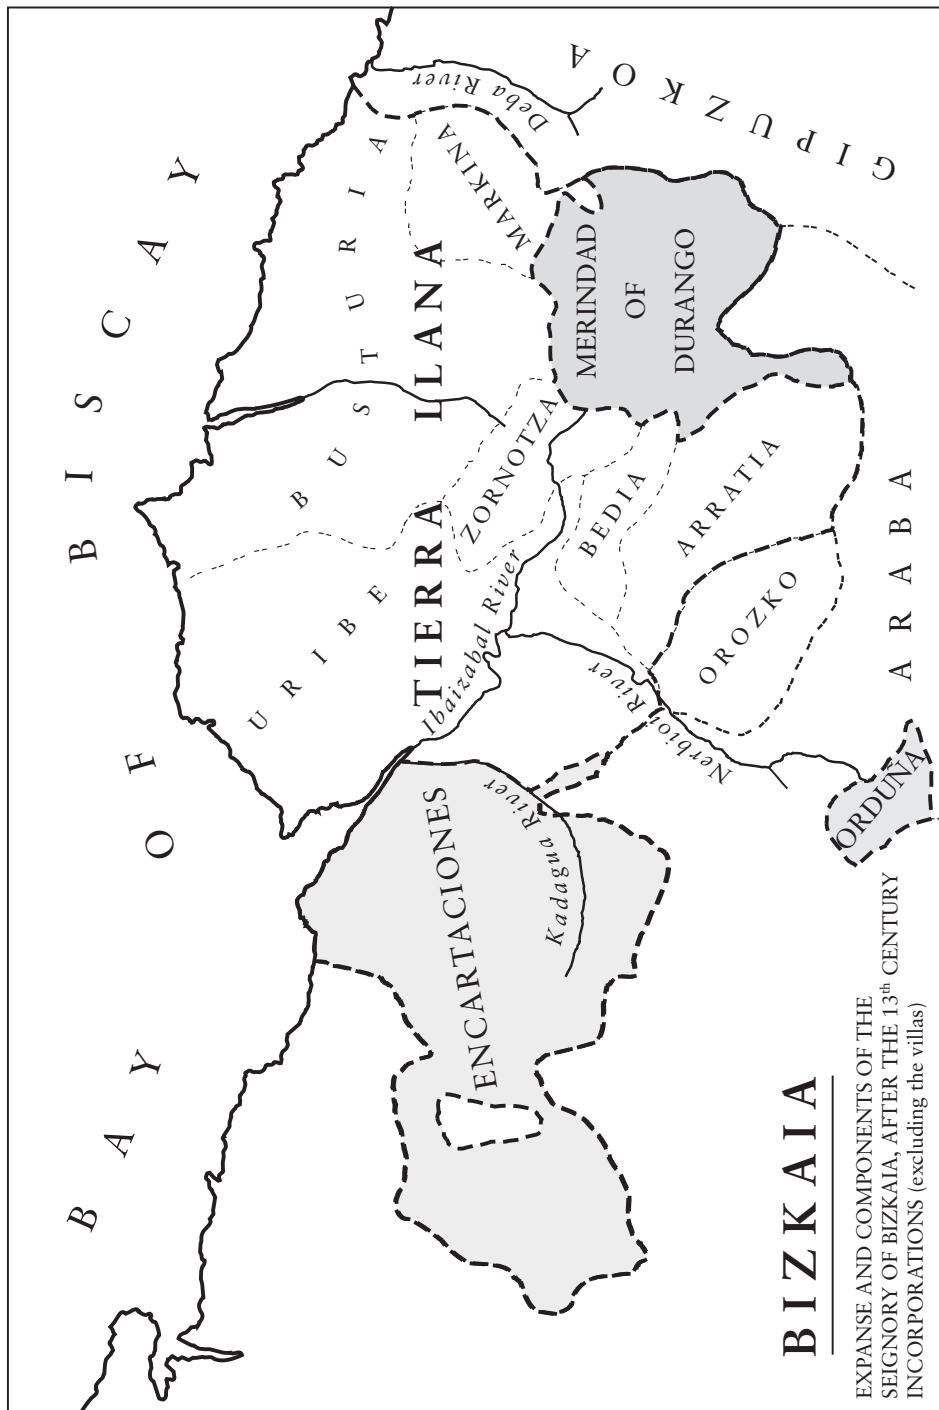 BAY OF BISCAY
GIPUZKOA
Deba River
BUSTURIA
MARKINA
URIBE
TIERRA LLANA
ZORNOTZA
MERINDAD
OF
DURANGO
Ibaizabal River
BEDIA
ARRATIA
OROZKO
Nerbioi River
ARABA
ORDUÑA
Kadagua River
ENCARTACIONES
BIZKAIA
EXPANSE AND COMPONENTS OF THE
SEIGNORY OF BIZKAIA, AFTER THE 13th CENTURY
INCORPORATIONS (excluding the villas)